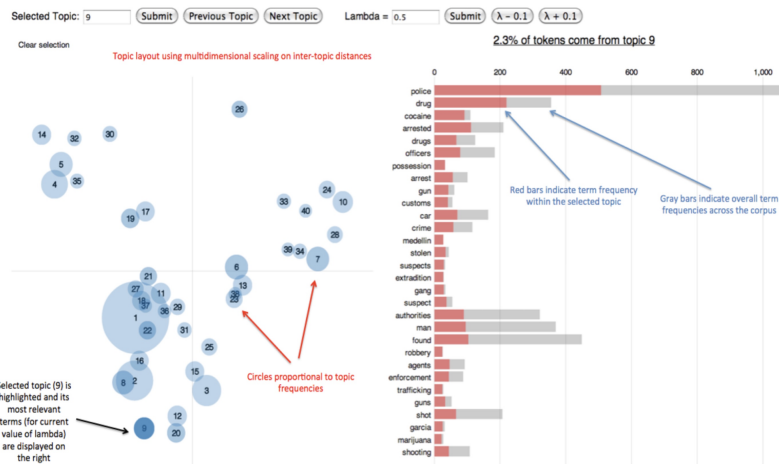 Selected Topic: 9 Submit Previous Topic Next Topic Lambda = 0.5 Submit λ - 0.1 λ + 0.1
Clear selection
Topic layout using multidimensional scaling on inter-topic distances
2.3% of tokens come from topic 9
0 200 400 600 800 1,000
police
drug
cocaine
arrested
drugs
officers
possession
arrest
gun
customs
car
crime
medellin
stolen
suspects
extradition
gang
suspect
authorities
man
found
robbery
agents
enforcement
trafficking
guns
shot
garcia
marijuana
shooting
Red bars indicate term frequency
within the selected topic
Gray bars indicate overall term
frequencies across the corpus
26
14
32
30
5
4
35
19
17
33
24
40
10
28
39
34
7
6
13
23
21
27
11
18
37
36
29
1
22
31
25
16
8
2
15
3
12
9
20
Circles proportional to topic
frequencies
Selected topic (9) is
highlighted and its
most relevant
terms (for current
value of lambda)
are displayed on
the right